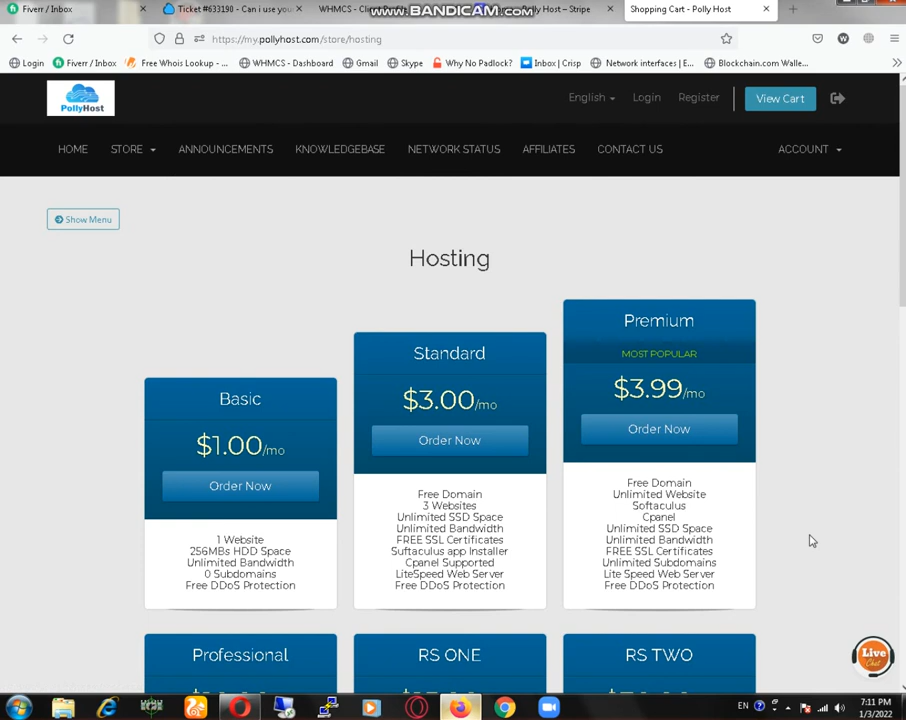 Fiverr / Inbox
Ticket #633190 - Can i use you
WHMCS - Cli
www.BANDICAM.com
Polly Host – Stripe
Shopping Cart - Polly Host
https://my.pollyhost.com/store/hosting
Login
Fiverr / Inbox
Free Whois Lookup - ...
WHMCS - Dashboard
Gmail
Skype
Why No Padlock?
Inbox | Crisp
Network interfaces | E...
Blockchain.com Walle...
PollyHost
English
Login
Register
View Cart
HOME
STORE
ANNOUNCEMENTS
KNOWLEDGEBASE
NETWORK STATUS
AFFILIATES
CONTACT US
ACCOUNT
Show Menu
Hosting
Basic
$1.00/mo
Order Now
1 Website
256MBs HDD Space
Unlimited Bandwidth
0 Subdomains
Free DDoS Protection
Standard
$3.00/mo
Order Now
Free Domain
3 Websites
Unlimited SSD Space
Unlimited Bandwidth
FREE SSL Certificates
Suftaculus app Installer
Cpanel Supported
LiteSpeed Web Server
Free DDoS Protection
Premium
MOST POPULAR
$3.99/mo
Order Now
Free Domain
Unlimited Website
Softaculus
Cpanel
Unlimited SSD Space
Unlimited Bandwidth
FREE SSL Certificates
Unlimited Subdomains
Lite Speed Web Server
Free DDoS Protection
Professional
RS ONE
RS TWO
Live
Chat
EN
7:11 PM
1/3/2022